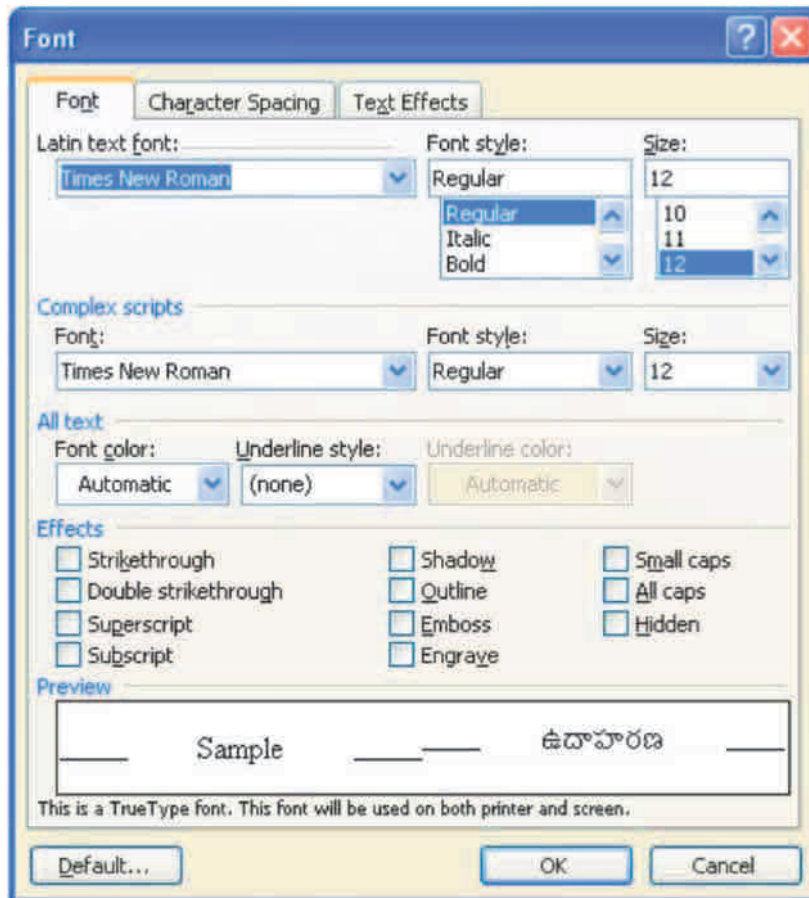 Font
Font Character Spacing Text Effects
Latin text font: Font style: Size:
Times New Roman Regular 12
Regular 10
Italic 11
Bold 12
Complex scripts
Font: Font style: Size:
Times New Roman Regular 12
All text
Font color: Underline style: Underline color:
Automatic (none) Automatic
Effects
Strikethrough Shadow Small caps
Double strikethrough Outline All caps
Superscript Emboss Hidden
Subscript Engrave
Preview
Sample ఉదాహరణ
This is a TrueType font. This font will be used on both printer and screen.
Default... OK Cancel